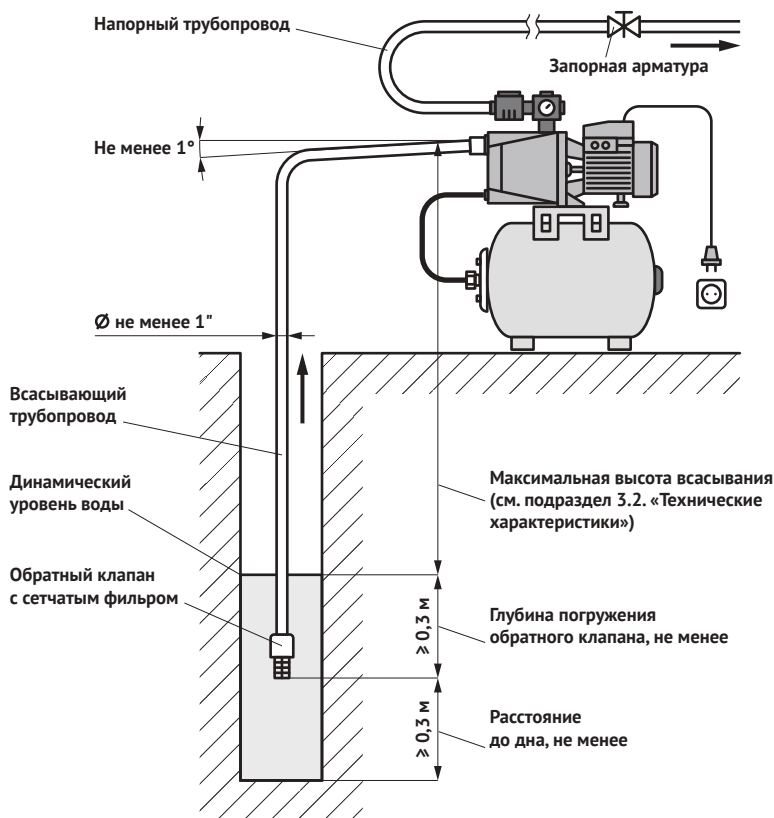 Напорный трубопровод
Запорная арматура
Не менее 1°
Ø не менее 1"
Всасывающий
трубопровод
Динамический
уровень воды
Максимальная высота всасывания
(см. подраздел 3.2. «Технические
характеристики»)
Обратный клапан
с сетчатым фильром
⩾ 0,3 м
Глубина погружения
обратного клапана, не менее
⩾ 0,3 м
Расстояние
до дна, не менее